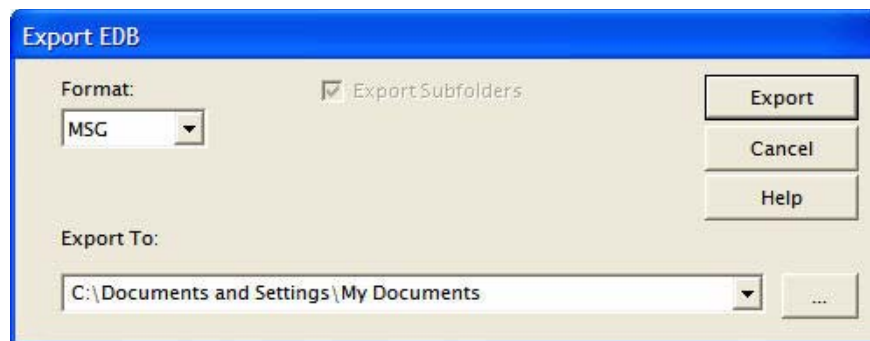 Export EDB
Format:
Export Subfolders
Export
MSG
Cancel
Help
Export To:
C:\Documents and Settings\My Documents
...